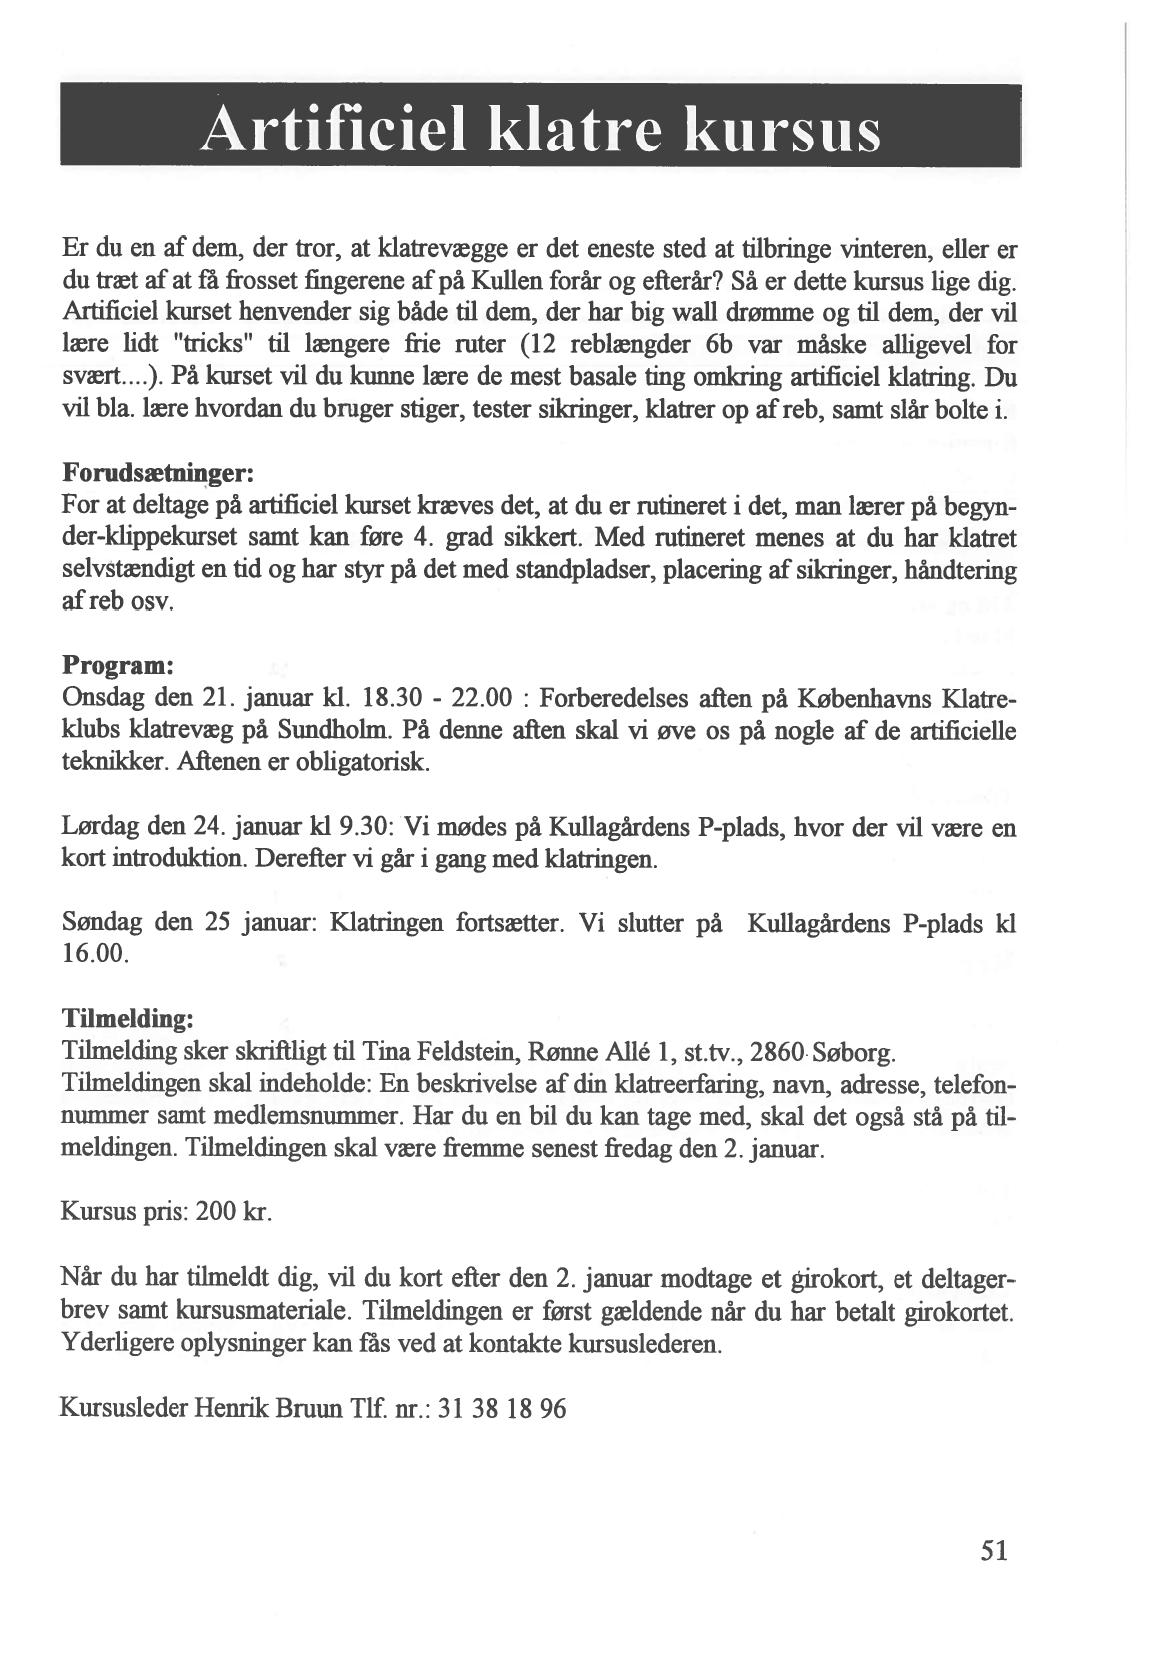 Artificiel klatre kursus
Er du en af dem, der tror, at klatrevægge er det eneste sted at tilbringe vinteren, eller er
du træt af at få frosset fingerene af på Kullen forår og efterår? Så er dette kursus lige dig.
Artificiel kurset henvender sig både til dem, der har big wall drømme og til dem, der vil
lære lidt "tricks" til længere frie ruter (12 reblængder 6b var måske alligevel for
svært....). På kurset vil du kunne lære de mest basale ting omkring artificiel klatring. Du
vil bla. lære hvordan du bruger stiger, tester sikringer, klatrer op af reb, samt slår bolte i.
Forudsætninger:
For at deltage på artificiel kurset kræves det, at du er rutineret i det, man lærer på begyn-
der-klippekurset samt kan føre 4. grad sikkert. Med rutineret menes at du har klatret
selvstændigt en tid og har styr på det med standpladser, placering af sikringer, håndtering
af reb osv.
Program:
Onsdag den 21. januar kl. 18.30 - 22.00 : Forberedelses aften på Københavns Klatre-
klubs klatrevæg på Sundholm. På denne aften skal vi øve os på nogle af de artificielle
teknikker. Aftenen er obligatorisk.
Lørdag den 24. januar kl 9.30: Vi mødes på Kullagårdens P-plads, hvor der vil være en
kort introduktion. Derefter vi går i gang med klatringen.
Søndag den 25 januar: Klatringen fortsætter. Vi slutter på Kullagårdens P-plads kl
16.00.
Tilmelding:
Tilmelding sker skriftligt til Tina Feldstein, Rønne Allé 1, st.tv., 2860 Søborg.
Tilmeldingen skal indeholde: En beskrivelse af din klatreerfaring, navn, adresse, telefon-
nummer samt medlemsnummer. Har du en bil du kan tage med, skal det også stå på til-
meldingen. Tilmeldingen skal være fremme senest fredag den 2. januar.
Kursus pris: 200 kr.
Når du har tilmeldt dig, vil du kort efter den 2. januar modtage et girokort, et deltager-
brev samt kursusmateriale. Tilmeldingen er først gældende når du har betalt girokortet.
Yderligere oplysninger kan fås ved at kontakte kursuslederen.
Kursusleder Henrik Bruun Tlf. nr.: 31 38 18 96
51